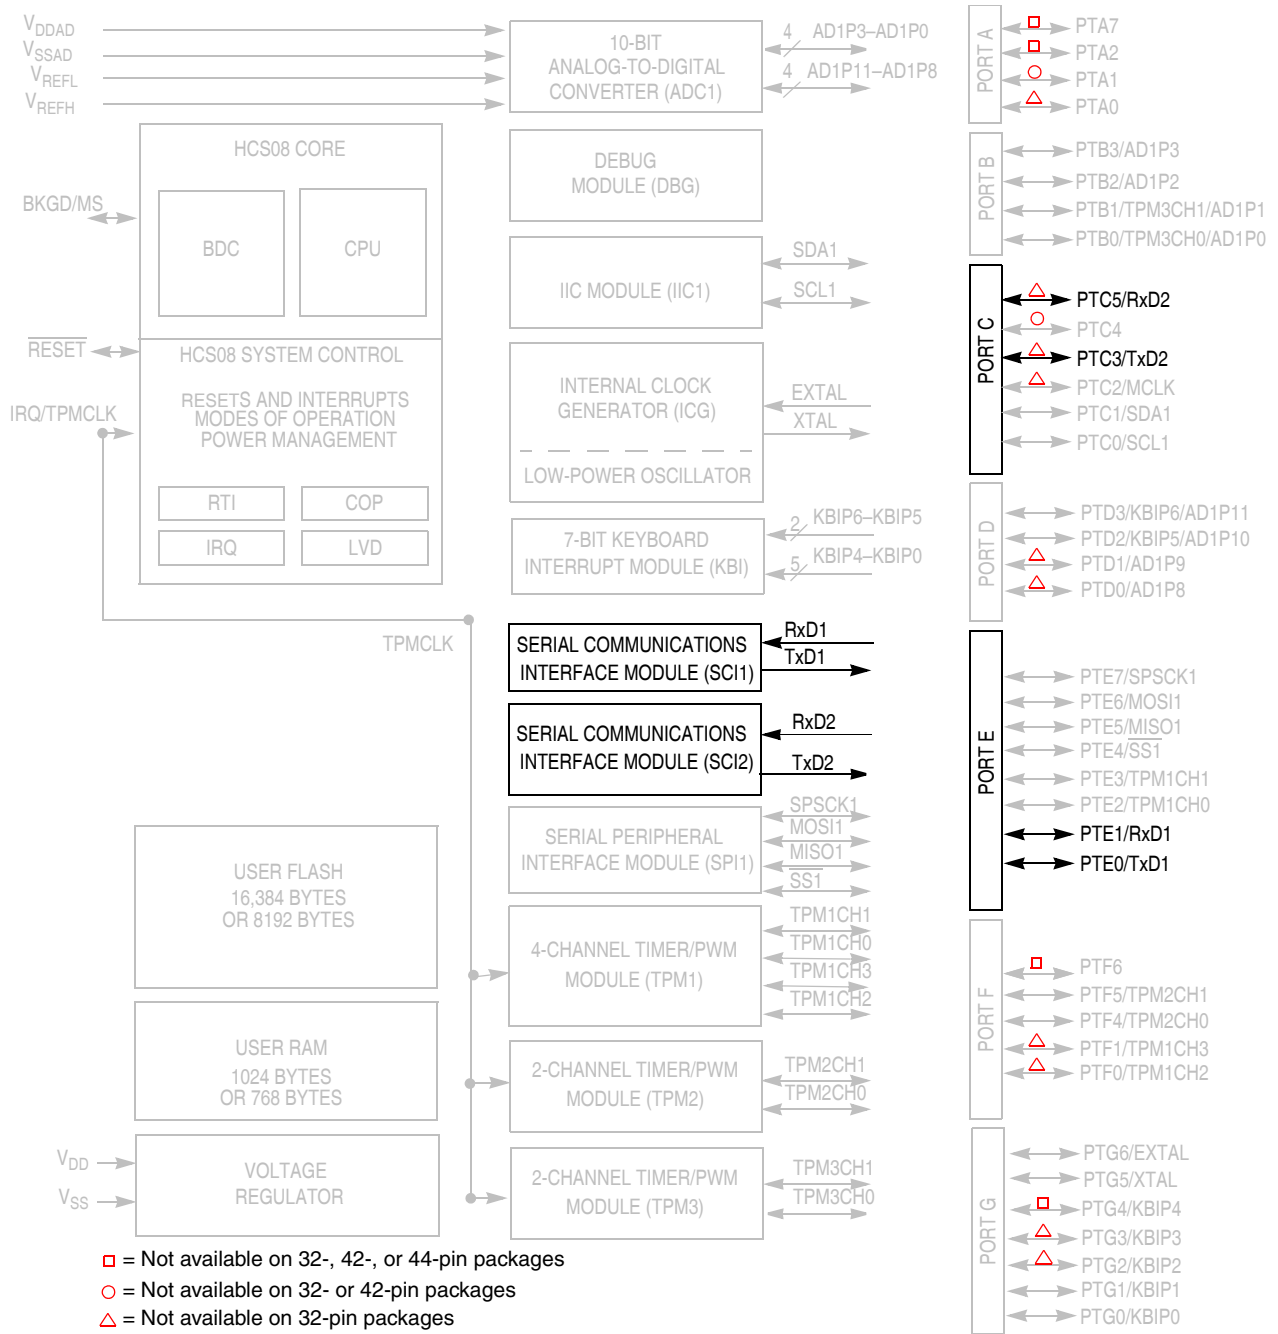 VDDAD
VSSAD
VREFL
VREFH
10-BIT
ANALOG-TO-DIGITAL
CONVERTER (ADC1)
4 AD1P3–AD1P0
4 AD1P11–AD1P8
HCS08 CORE
BDC
CPU
BKGD/MS
DEBUG
MODULE (DBG)
IIC MODULE (IIC1)
SDA1
SCL1
RESET
HCS08 SYSTEM CONTROL
RESETS AND INTERRUPTS
MODES OF OPERATION
POWER MANAGEMENT
IRQ/TPMCLK
RTI
COP
IRQ
LVD
INTERNAL CLOCK
GENERATOR (ICG)
LOW-POWER OSCILLATOR
EXTAL
XTAL
7-BIT KEYBOARD
INTERRUPT MODULE (KBI)
2 KBIP6–KBIP5
5 KBIP4–KBIP0
TPMCLK
SERIAL COMMUNICATIONS
INTERFACE MODULE (SCI1)
RxD1
TxD1
SERIAL COMMUNICATIONS
INTERFACE MODULE (SCI2)
RxD2
TxD2
SERIAL PERIPHERAL
INTERFACE MODULE (SPI1)
SPSCK1
MOSI1
MISO1
SS1
USER FLASH
16,384 BYTES
OR 8192 BYTES
4-CHANNEL TIMER/PWM
MODULE (TPM1)
TPM1CH1
TPM1CH0
TPM1CH3
TPM1CH2
USER RAM
1024 BYTES
OR 768 BYTES
2-CHANNEL TIMER/PWM
MODULE (TPM2)
TPM2CH1
TPM2CH0
VDD
VSS
VOLTAGE
REGULATOR
2-CHANNEL TIMER/PWM
MODULE (TPM3)
TPM3CH1
TPM3CH0
PORT A
PTA7
PTA2
PTA1
PTA0
PORT B
PTB3/AD1P3
PTB2/AD1P2
PTB1/TPM3CH1/AD1P1
PTB0/TPM3CH0/AD1P0
PORT C
PTC5/RxD2
PTC4
PTC3/TxD2
PTC2/MCLK
PTC1/SDA1
PTC0/SCL1
PORT D
PTD3/KBIP6/AD1P11
PTD2/KBIP5/AD1P10
PTD1/AD1P9
PTD0/AD1P8
PORT E
PTE7/SPSCK1
PTE6/MOSI1
PTE5/MISO1
PTE4/SS1
PTE3/TPM1CH1
PTE2/TPM1CH0
PTE1/RxD1
PTE0/TxD1
PORT F
PTF6
PTF5/TPM2CH1
PTF4/TPM2CH0
PTF1/TPM1CH3
PTF0/TPM1CH2
PORT G
PTG6/EXTAL
PTG5/XTAL
PTG4/KBIP4
PTG3/KBIP3
PTG2/KBIP2
PTG1/KBIP1
PTG0/KBIP0
= Not available on 32-, 42-, or 44-pin packages
= Not available on 32- or 42-pin packages
= Not available on 32-pin packages